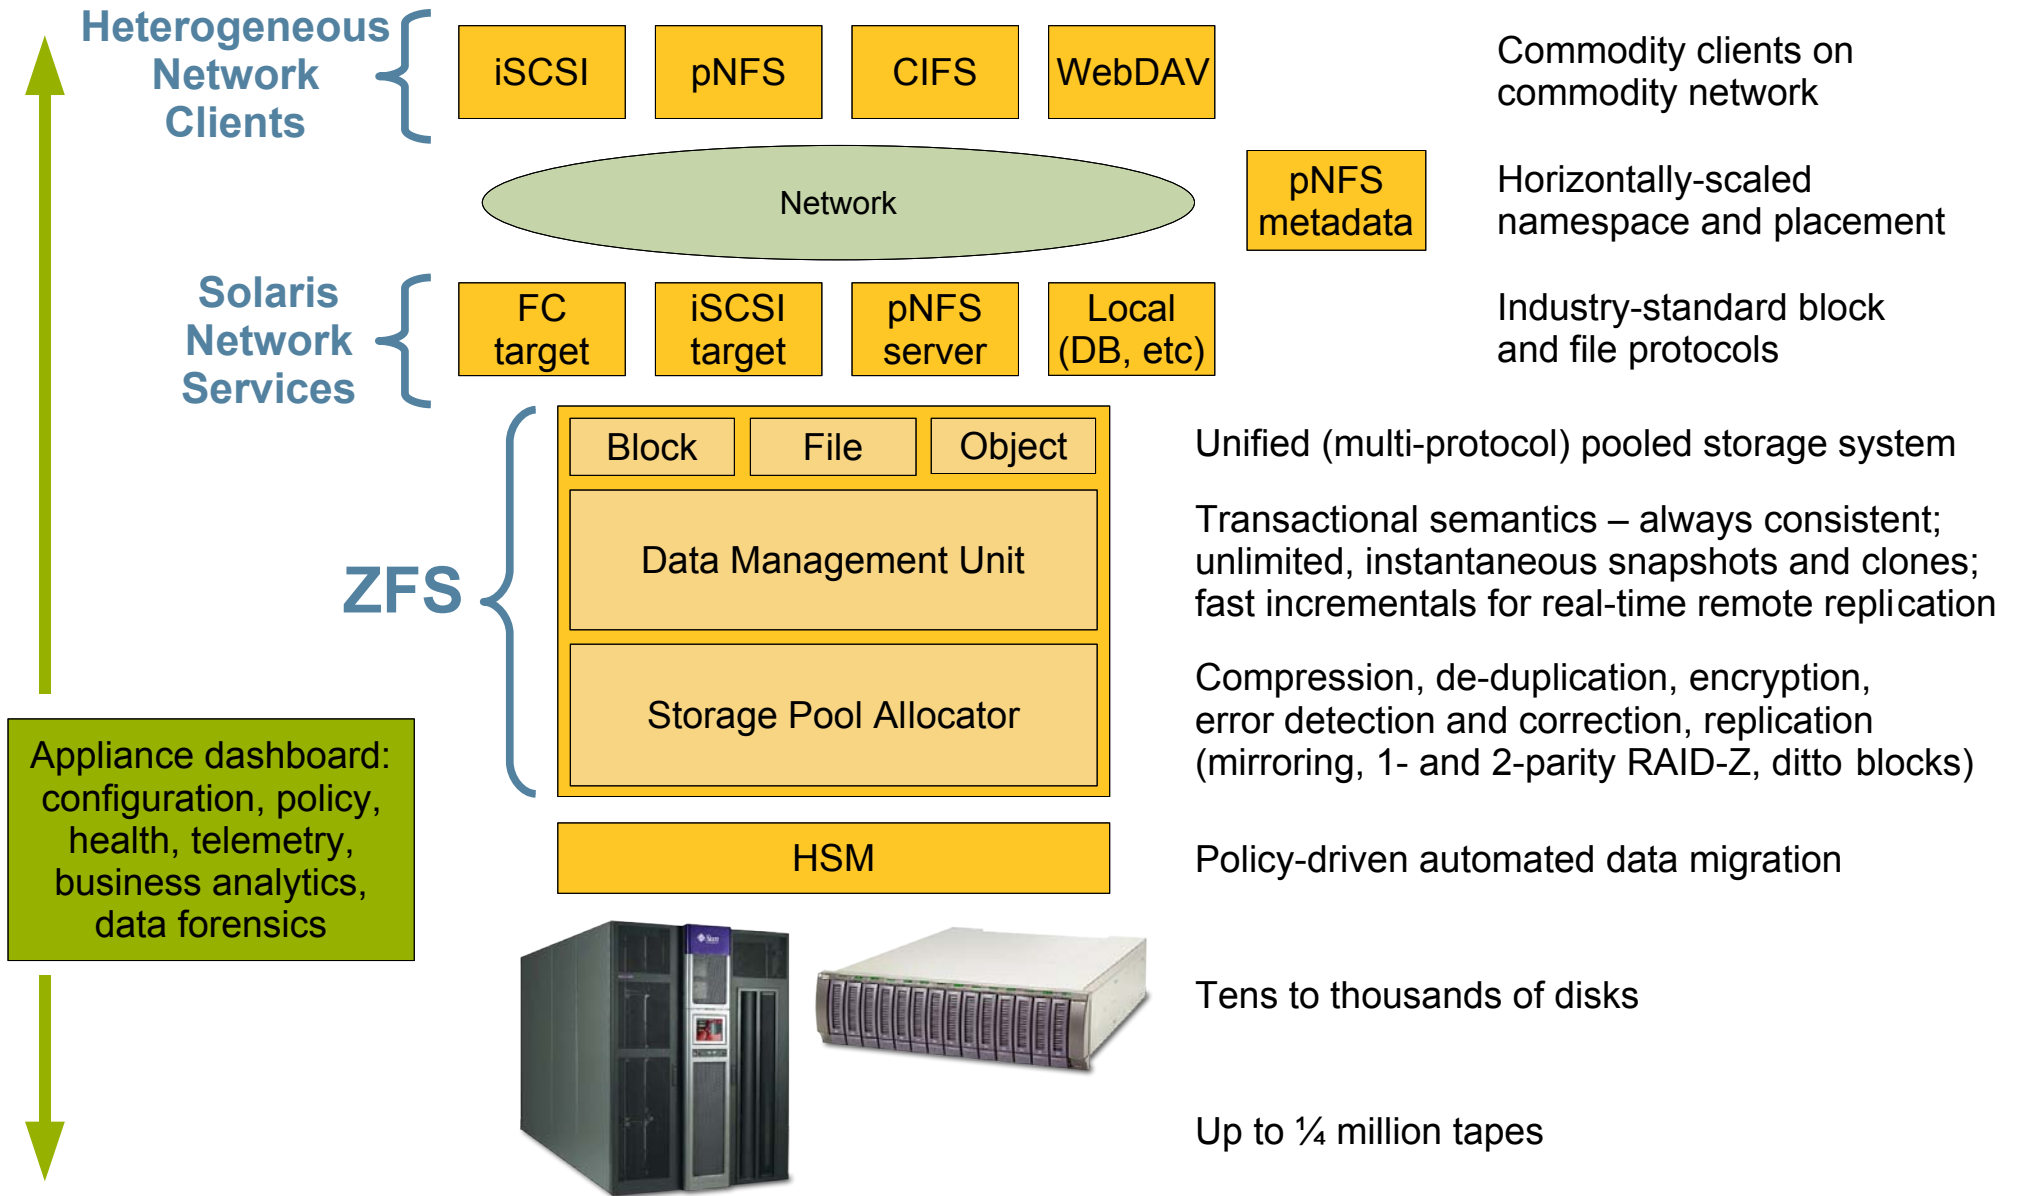 Heterogeneous
Network
Clients
iSCSI
pNFS
CIFS
WebDAV
Commodity clients on
commodity network
Network
pNFS
metadata
Horizontally-scaled
namespace and placement
Solaris
Network
Services
FC
target
iSCSI
target
pNFS
server
Local
(DB, etc)
Industry-standard block
and file protocols
ZFS
Block
File
Object
Unified (multi-protocol) pooled storage system
Data Management Unit
Transactional semantics – always consistent;
unlimited, instantaneous snapshots and clones;
fast incrementals for real-time remote replication
Storage Pool Allocator
Compression, de-duplication, encryption,
error detection and correction, replication
(mirroring, 1- and 2-parity RAID-Z, ditto blocks)
Appliance dashboard:
configuration, policy,
health, telemetry,
business analytics,
data forensics
HSM
Policy-driven automated data migration
Sun
Tens to thousands of disks
Up to ¼ million tapes